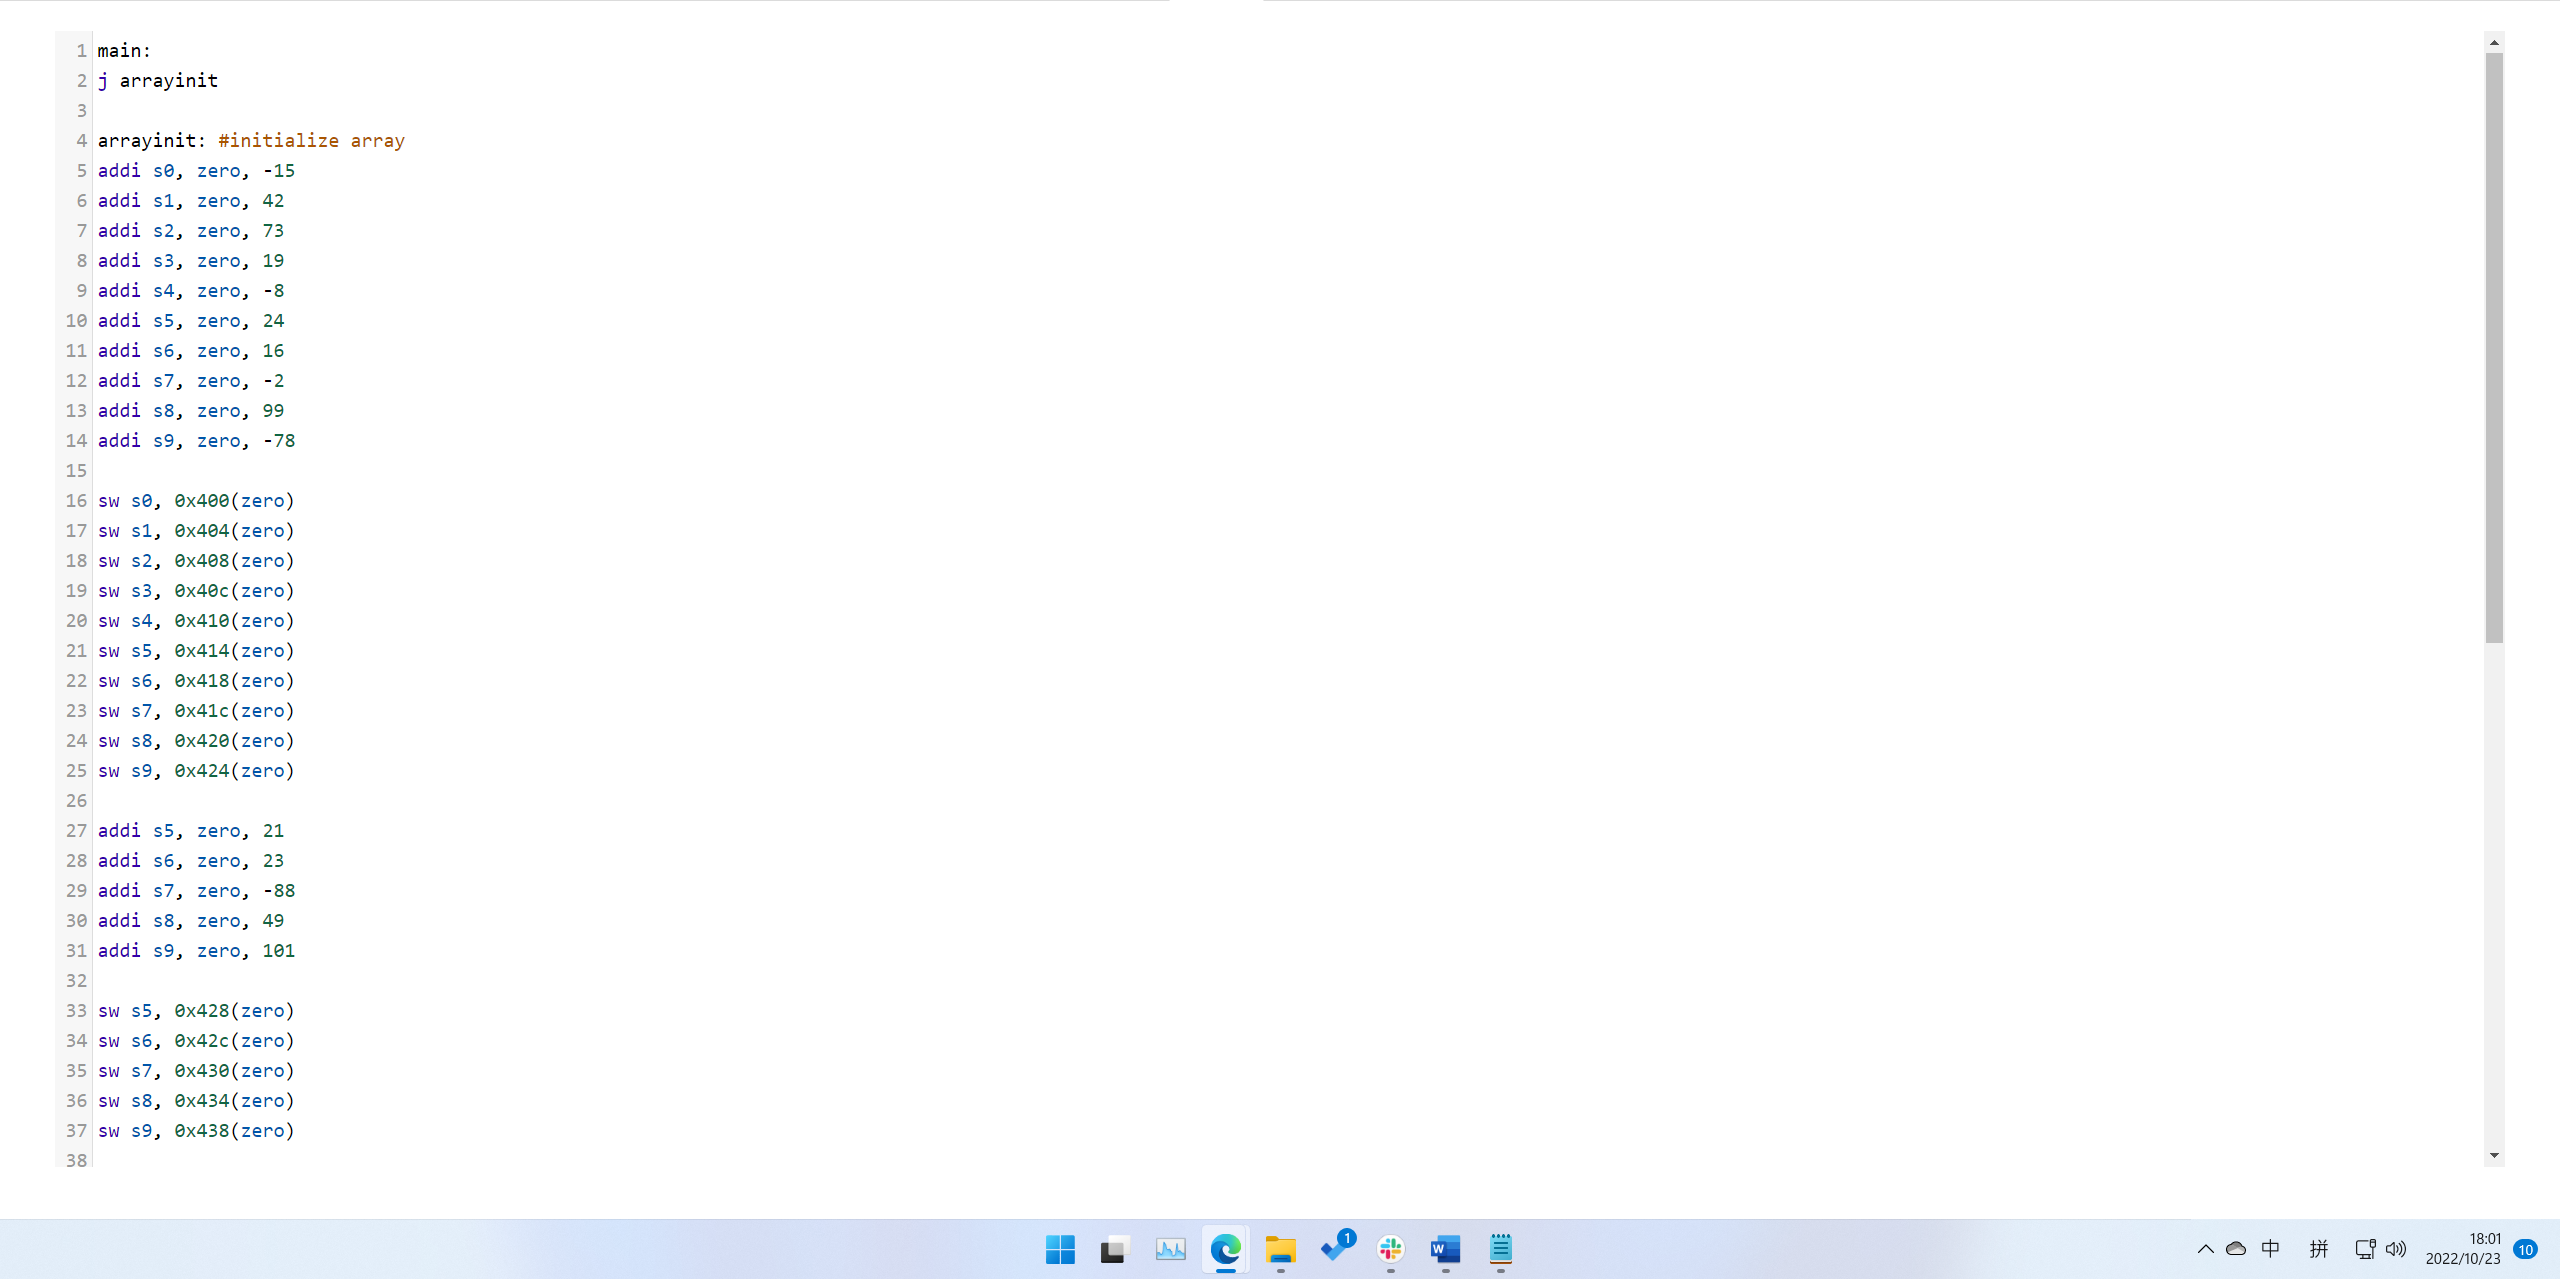 1 main:
2 j arrayinit
3
4 arrayinit: #initialize array
5 addi s0, zero, -15
6 addi s1, zero, 42
7 addi s2, zero, 73
8 addi s3, zero, 19
9 addi s4, zero, -8
10 addi s5, zero, 24
11 addi s6, zero, 16
12 addi s7, zero, -2
13 addi s8, zero, 99
14 addi s9, zero, -78
15
16 sw s0, 0x400(zero)
17 sw s1, 0x404(zero)
18 sw s2, 0x408(zero)
19 sw s3, 0x40c(zero)
20 sw s4, 0x410(zero)
21 sw s5, 0x414(zero)
22 sw s6, 0x418(zero)
23 sw s7, 0x41c(zero)
24 sw s8, 0x420(zero)
25 sw s9, 0x424(zero)
26
27 addi s5, zero, 21
28 addi s6, zero, 23
29 addi s7, zero, -88
30 addi s8, zero, 49
31 addi s9, zero, 101
32
33 sw s5, 0x428(zero)
34 sw s6, 0x42c(zero)
35 sw s7, 0x430(zero)
36 sw s8, 0x434(zero)
37 sw s9, 0x438(zero)
38
W 1 中 拼 18:01 10
2022/10/23